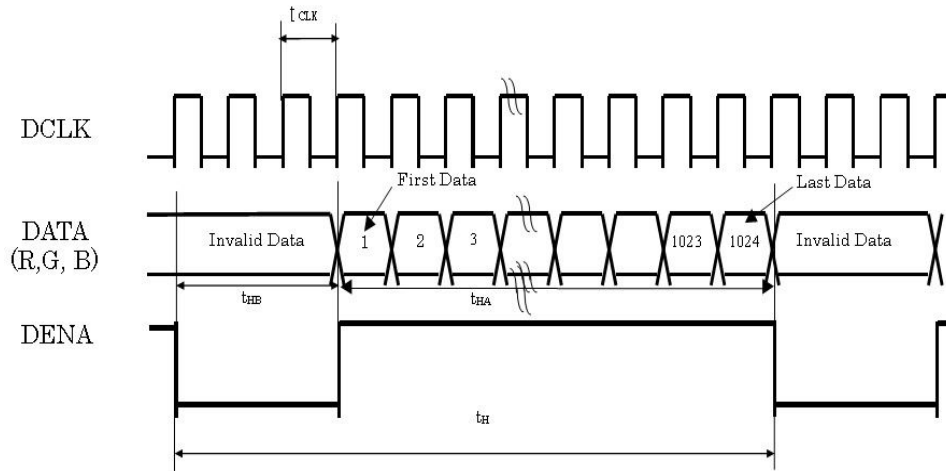 t CLK
DCLK
First Data
Last Data
DATA
(R,G, B)
Invalid Data
1
2
3
1023
1024
Invalid Data
tHB
tHA
DENA
tH